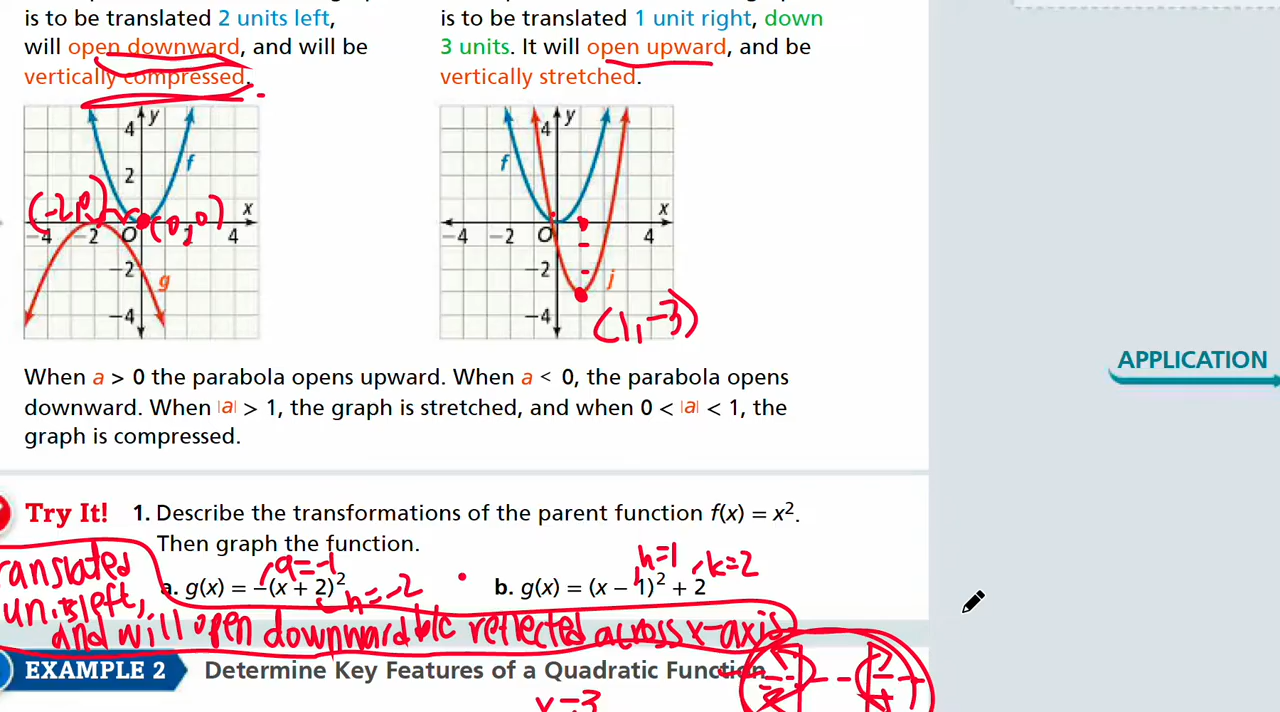 is to be translated 2 units left,
will open downward, and will be
vertically compressed.
y
4
f
2
(-2,0)
(0,0)
x
−4 −2 O 4
−2
g
−4
is to be translated 1 unit right, down
3 units. It will open upward, and be
vertically stretched.
4 y
f
x
−4 −2 O 4
−2
j
−4
(1,-3)
When a > 0 the parabola opens upward. When a < 0, the parabola opens
downward. When |a| > 1, the graph is stretched, and when 0 < |a| < 1, the
graph is compressed.
APPLICATION
Try It! 1. Describe the transformations of the parent function f(x) = x².
Then graph the function.
a=-1
h=1
k=2
a. g(x) = −(x + 2)²
h=-2
b. g(x) = (x − 1)² + 2
ranslated
units left,
and will open downward b/c reflected across x-axis
EXAMPLE 2 Determine Key Features of a Quadratic Function